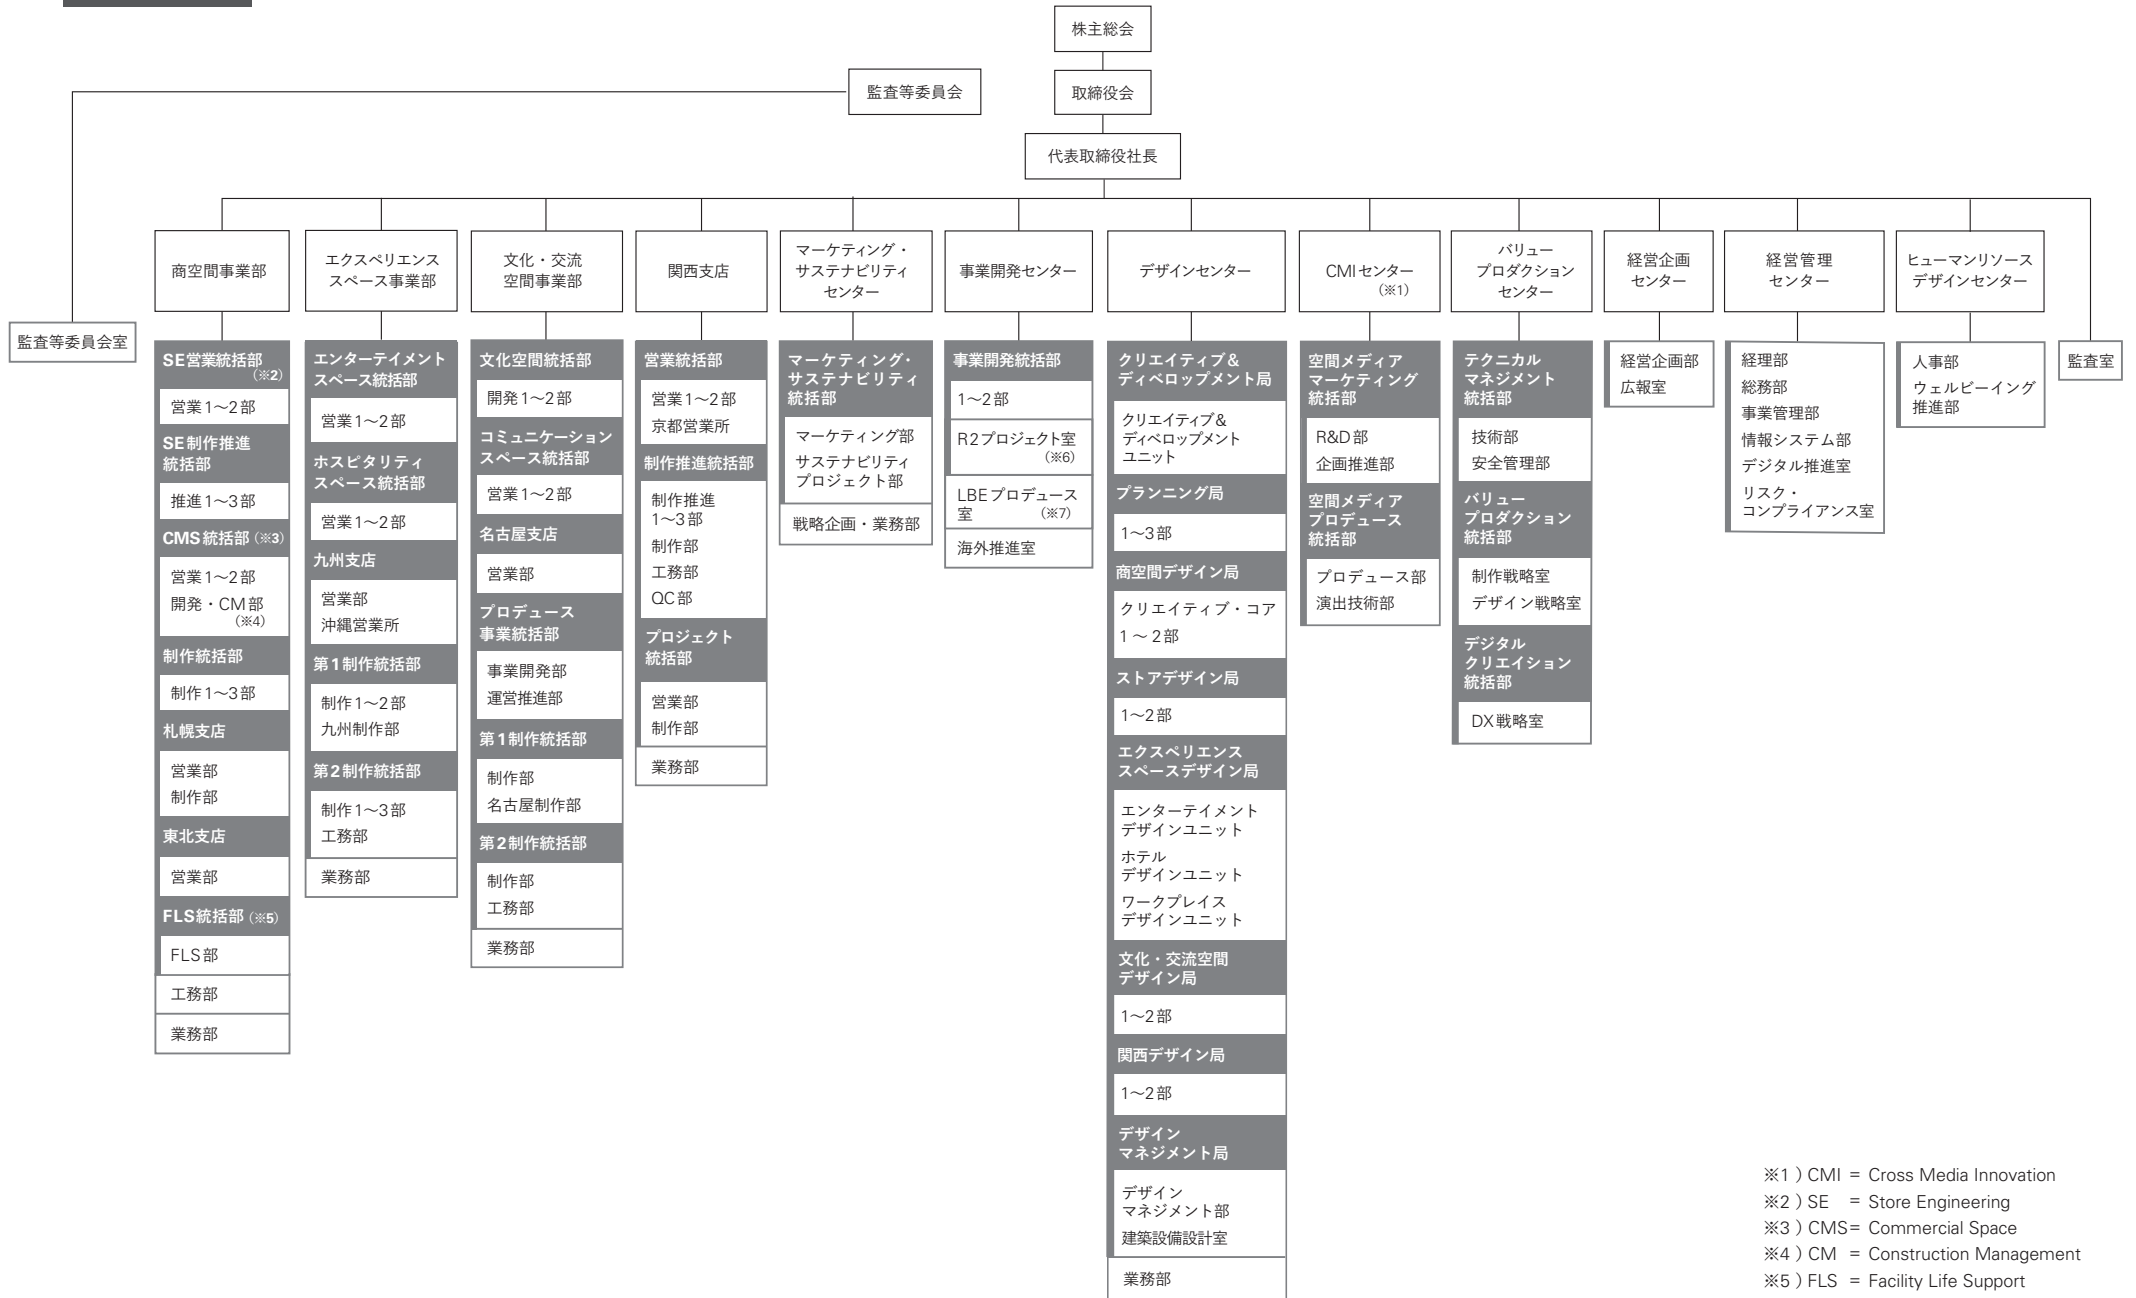 株主総会
監査等委員会
取締役会
代表取締役社長
監査等委員会室
商空間事業部
SE営業統括部
（※2）
営業1～2部
SE制作推進
統括部
推進1～3部
CMS統括部（※3）
営業1～2部
開発・CM部
（※4）
制作統括部
制作1～3部
札幌支店
営業部
制作部
東北支店
営業部
FLS統括部（※5）
FLS部
工務部
業務部
エクスペリエンス
スペース事業部
エンターテイメント
スペース統括部
営業1～2部
ホスピタリティ
スペース統括部
営業1～2部
九州支店
営業部
沖縄営業所
第1制作統括部
制作1～2部
九州制作部
第2制作統括部
制作1～3部
工務部
業務部
文化・交流
空間事業部
文化空間統括部
開発1～2部
コミュニケーション
スペース統括部
営業1～2部
名古屋支店
営業部
プロデュース
事業統括部
事業開発部
運営推進部
第1制作統括部
制作部
名古屋制作部
第2制作統括部
制作部
工務部
業務部
関西支店
営業統括部
営業1～2部
京都営業所
制作推進統括部
制作推進
1～3部
制作部
工務部
QC部
プロジェクト
統括部
営業部
制作部
業務部
マーケティング・
サステナビリティ
センター
マーケティング・
サステナビリティ
統括部
マーケティング部
サステナビリティ
プロジェクト部
戦略企画・業務部
事業開発センター
事業開発統括部
1～2部
R2プロジェクト室
（※6）
LBEプロデュース
室 （※7）
海外推進室
デザインセンター
クリエイティブ＆
ディベロップメント局
クリエイティブ＆
ディベロップメント
ユニット
プランニング局
1～3部
商空間デザイン局
クリエイティブ・コア
1～2部
ストアデザイン局
1～2部
エクスペリエンス
スペースデザイン局
エンターテイメント
デザインユニット
ホテル
デザインユニット
ワークプレイス
デザインユニット
文化・交流空間
デザイン局
1～2部
関西デザイン局
1～2部
デザイン
マネジメント局
デザイン
マネジメント部
建築設備設計室
業務部
CMIセンター
（※1）
空間メディア
マーケティング
統括部
R&D部
企画推進部
空間メディア
プロデュース
統括部
プロデュース部
演出技術部
バリュー
プロダクション
センター
テクニカル
マネジメント
統括部
技術部
安全管理部
バリュー
プロダクション
統括部
制作戦略室
デザイン戦略室
デジタル
クリエイション
統括部
DX戦略室
経営企画
センター
経営企画部
広報室
経営管理
センター
経理部
総務部
事業管理部
情報システム部
デジタル推進室
リスク・
コンプライアンス室
ヒューマンリソース
デザインセンター
人事部
ウェルビーイング
推進部
監査室
※1 ) CMI = Cross Media Innovation
※2 ) SE = Store Engineering
※3 ) CMS= Commercial Space
※4 ) CM = Construction Management
※5 ) FLS = Facility Life Support